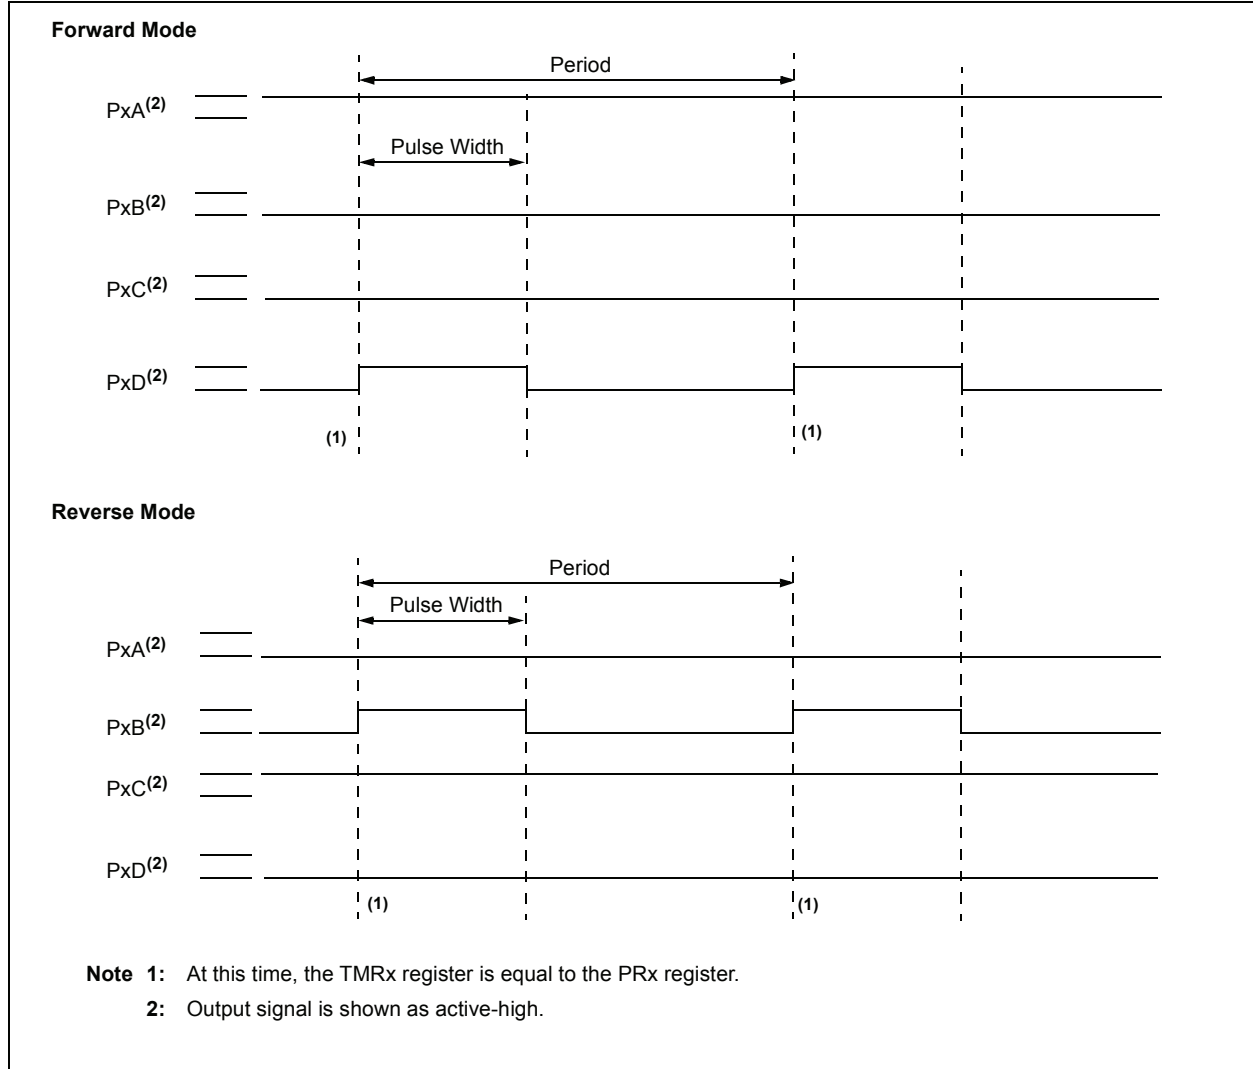 Forward Mode
Period
PxA(2)
Pulse Width
PxB(2)
PxC(2)
PxD(2)
(1)
(1)
Reverse Mode
Period
Pulse Width
PxA(2)
PxB(2)
PxC(2)
PxD(2)
(1)
(1)
Note 1: At this time, the TMRx register is equal to the PRx register.
2: Output signal is shown as active-high.